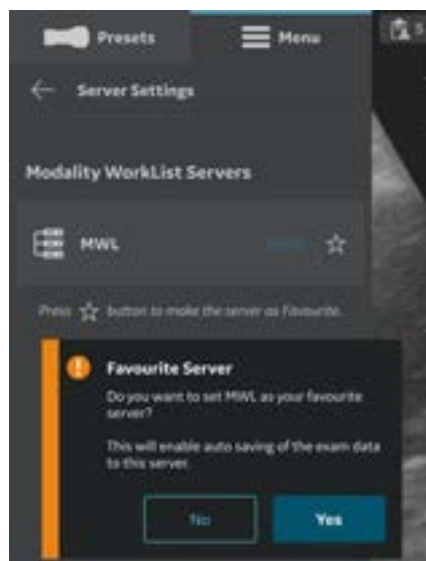 Presets
Menu
Server Settings
Modality WorkList Servers
MWL
Press ☆ button to make the server as Favourite.
Favourite Server
Do you want to set MWL as your favourite
server?
This will enable auto saving of the exam data
to this server.
No
Yes